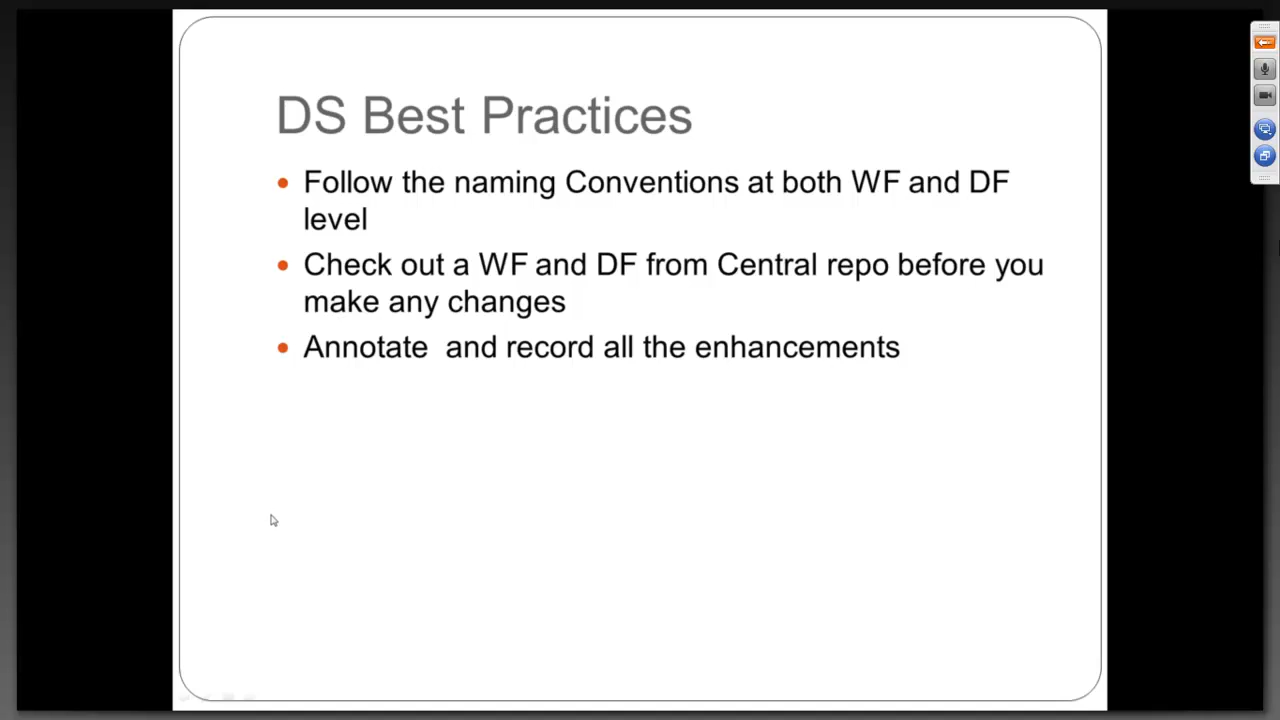 DS Best Practices
Follow the naming Conventions at both WF and DF
level
Check out a WF and DF from Central repo before you
make any changes
Annotate  and record all the enhancements